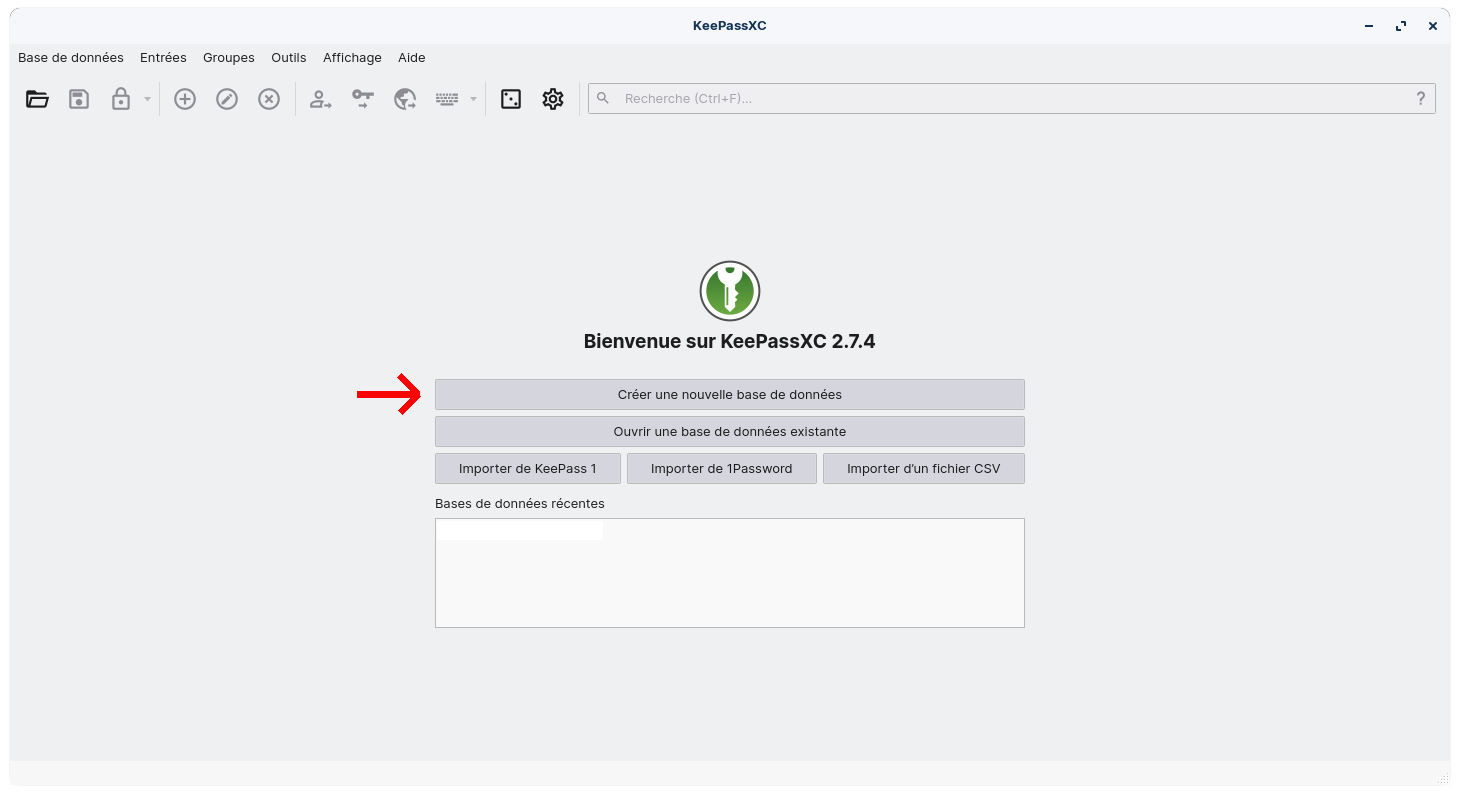 KeePassXC
Base de données Entrées Groupes Outils Affichage Aide
Recherche (Ctrl+F)... ?
Bienvenue sur KeePassXC 2.7.4
Créer une nouvelle base de données
Ouvrir une base de données existante
Importer de KeePass 1 Importer de 1Password Importer d’un fichier CSV
Bases de données récentes